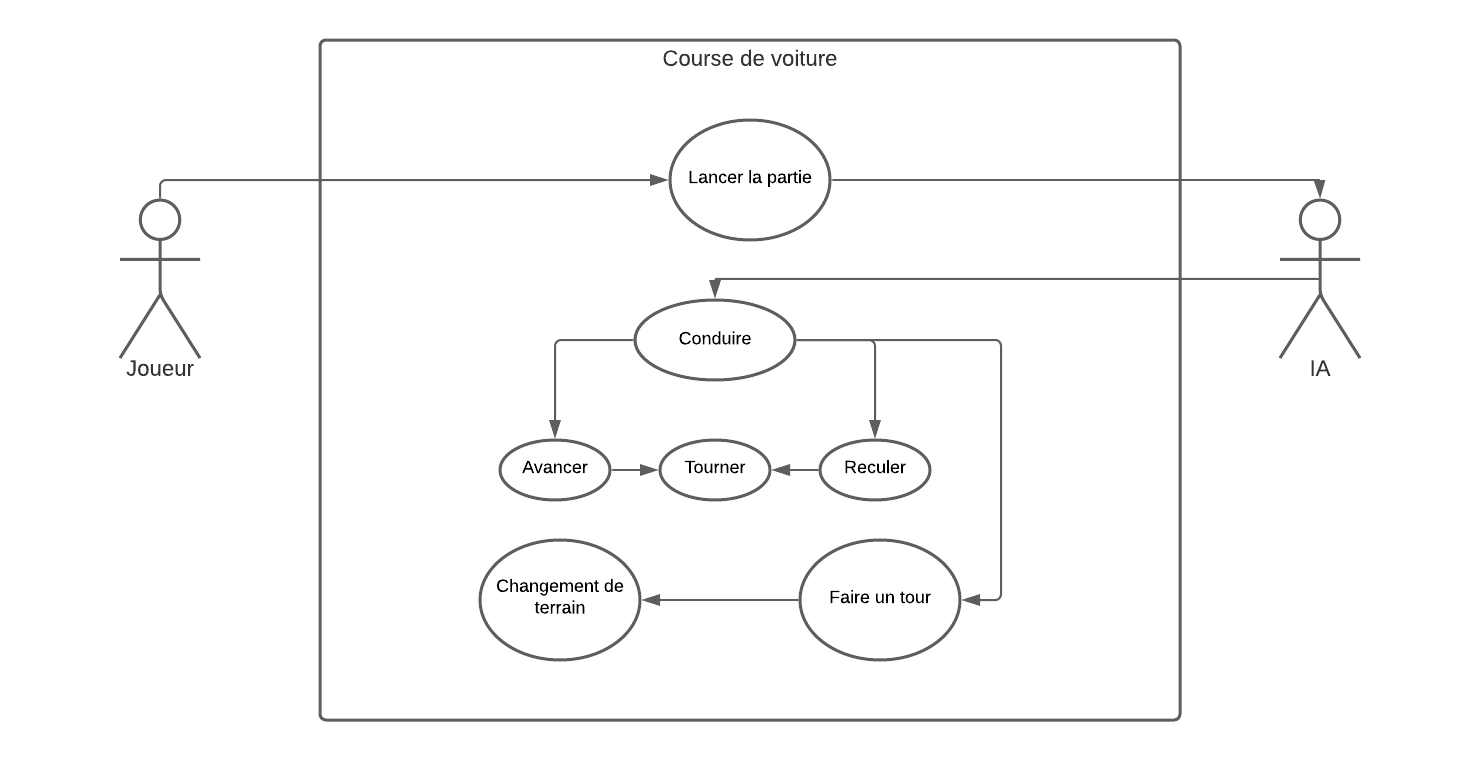 Course de voiture
Lancer la partie
Joueur
IA
Conduire
Avancer
Tourner
Reculer
Changement de
terrain
Faire un tour